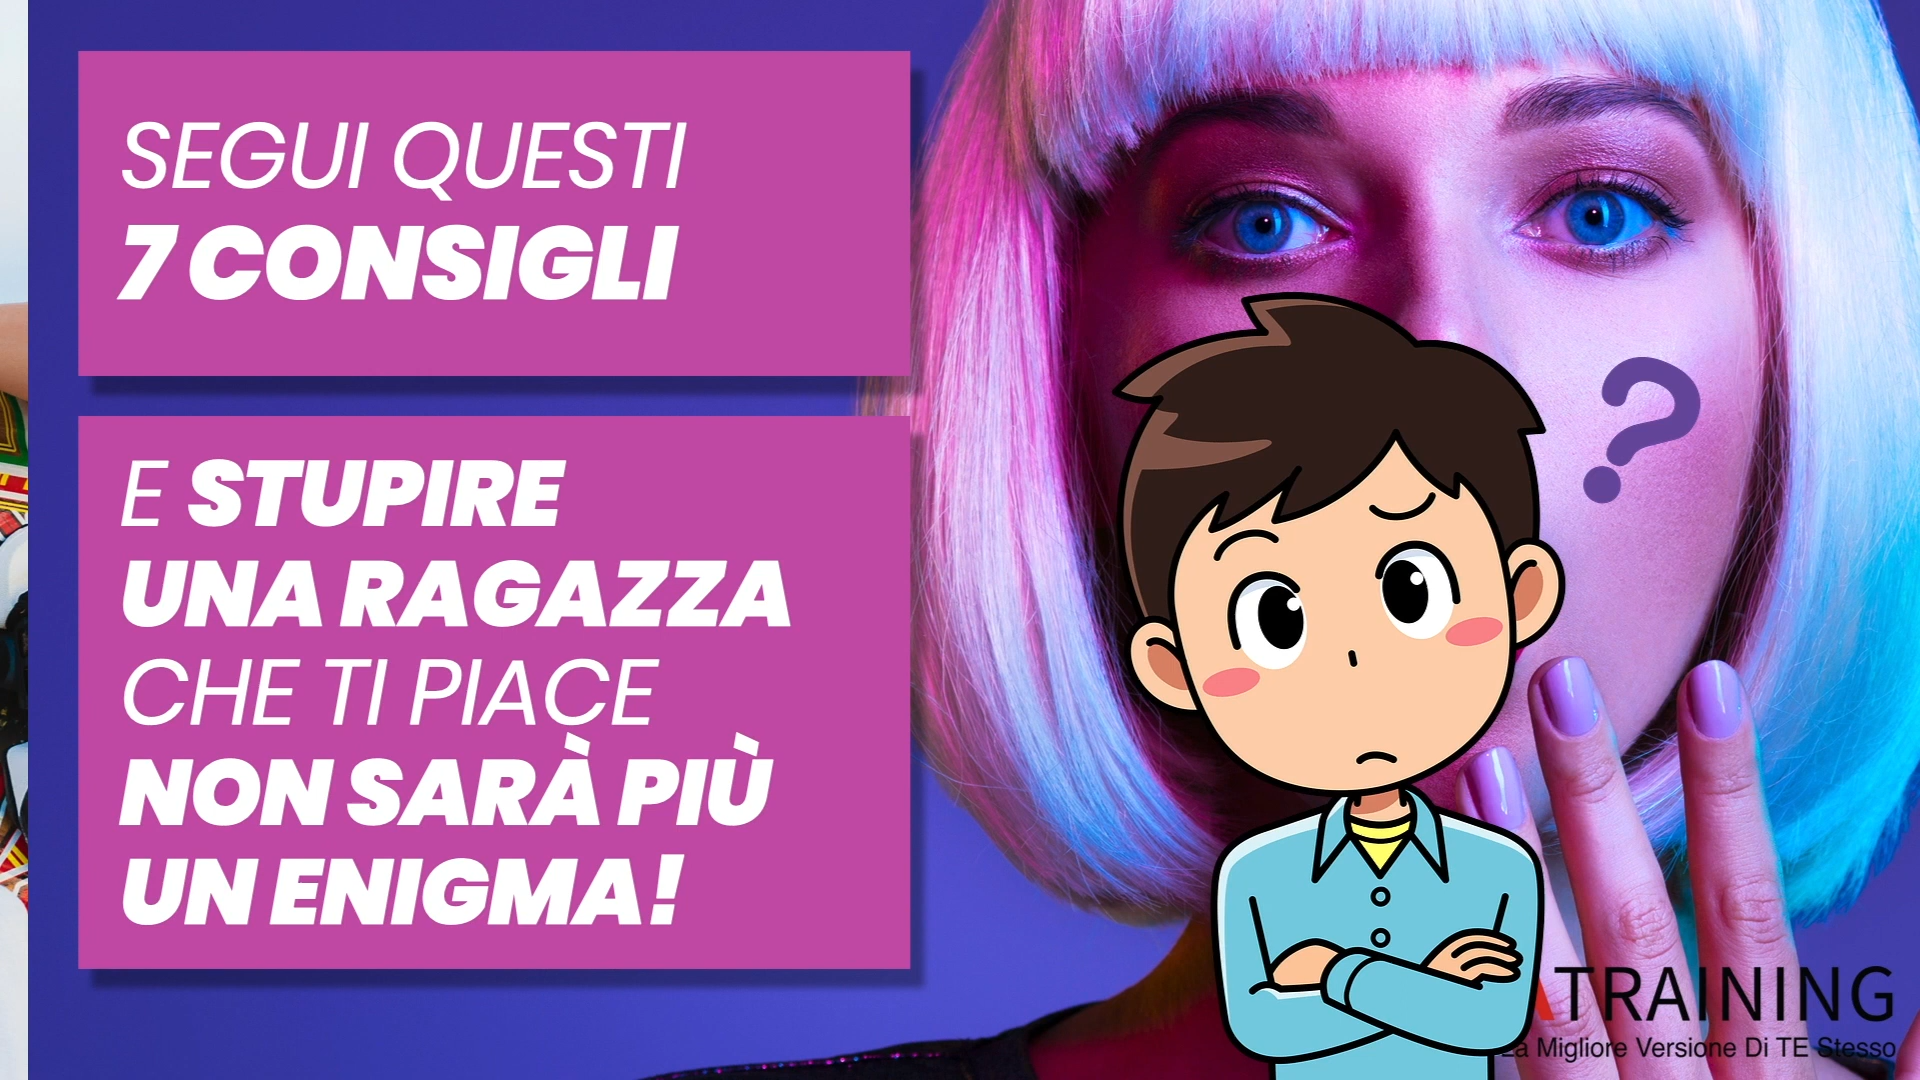 SEGUI QUESTI
7 CONSIGLI
E STUPIRE
UNA RAGAZZA
CHE TI PIACE
NON SARÀ PIÙ
UN ENIGMA!
?
TRAINING
La Migliore Versione Di TE Stesso